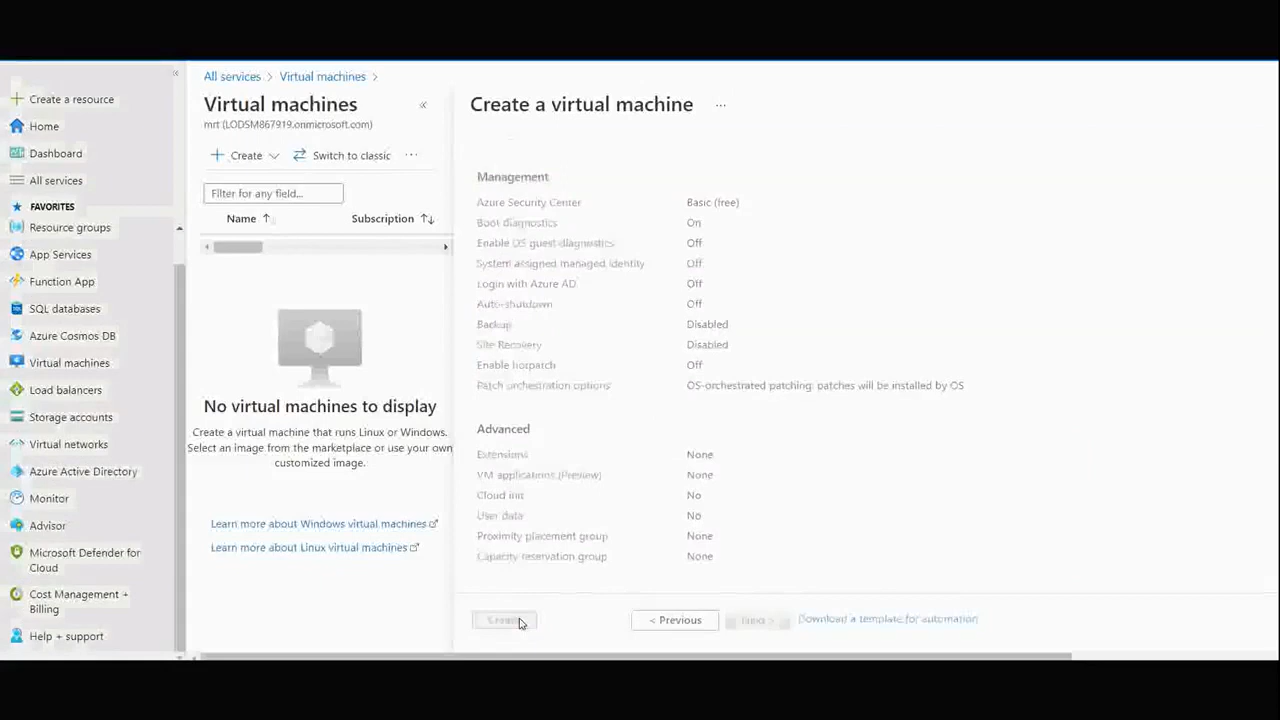 Create a resource
Home
Dashboard
All services
FAVORITES
Resource groups
App Services
Function App
SQL databases
Azure Cosmos DB
Virtual machines
Load balancers
Storage accounts
Virtual networks
Azure Active Directory
Monitor
Advisor
Microsoft Defender for
Cloud
Cost Management +
Billing
Help + support
All services > Virtual machines >
Virtual machines
mrt (LODSM867919.onmicrosoft.com)
Create
Switch to classic
Filter for any field...
Name ↑
Subscription ↑↓
No virtual machines to display
Create a virtual machine that runs Linux or Windows.
Select an image from the marketplace or use your own
customized image.
Learn more about Windows virtual machines
Learn more about Linux virtual machines
Create a virtual machine ...
Management
Azure Security Center Basic (free)
Boot diagnostics On
Enable OS guest diagnostics Off
System assigned managed identity Off
Login with Azure AD Off
Auto-shutdown Off
Backup Disabled
Site Recovery Disabled
Enable hotpatch Off
Patch orchestration options OS-orchestrated patching: patches will be installed by OS
Advanced
Extensions None
VM applications (Preview) None
Cloud init No
User data No
Proximity placement group None
Capacity reservation group None
Create
< Previous
Next >
Download a template for automation